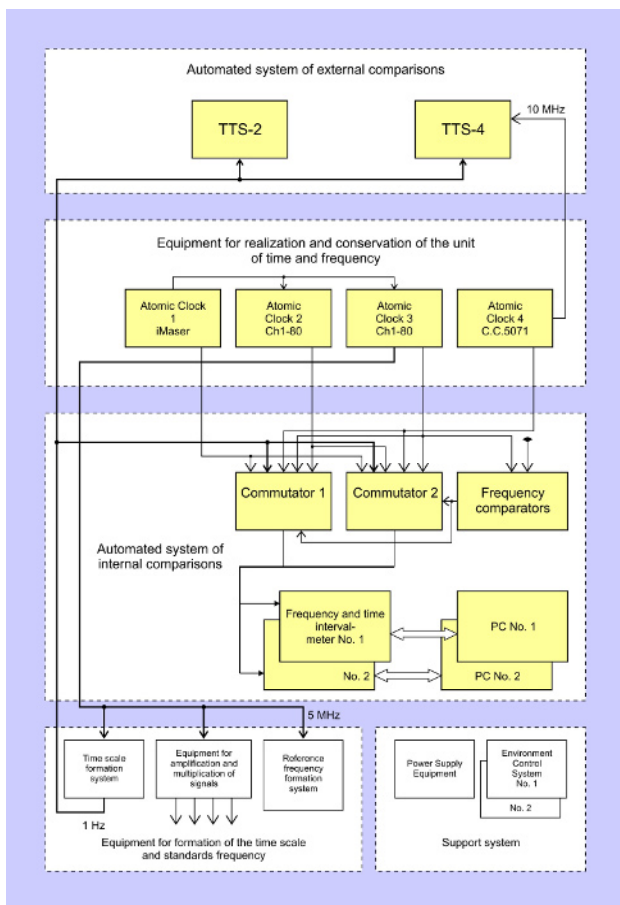 Automated system of external comparisons
10 MHz
TTS-2
TTS-4
Equipment for realization and conservation of the unit
of time and frequency
Atomic Clock
1
iMaser
Atomic
Clock 2
Ch1-80
Atomic
Clock 3
Ch1-80
Atomic
Clock 4
C.C.5071
Commutator 1
Commutator 2
Frequency
comparators
Automated system of
internal comparisons
Frequency and time
interval-
meter No. 1
No. 2
PC No. 1
PC No. 2
5 MHz
Time scale
formation
system
Equipment for
amplification and
multiplication of
signals
Reference
frequency
formation
system
1 Hz
Equipment for formation of the time scale
and standards frequency
Power Supply
Equipment
Environment
Control
System
No. 1
No. 2
Support system